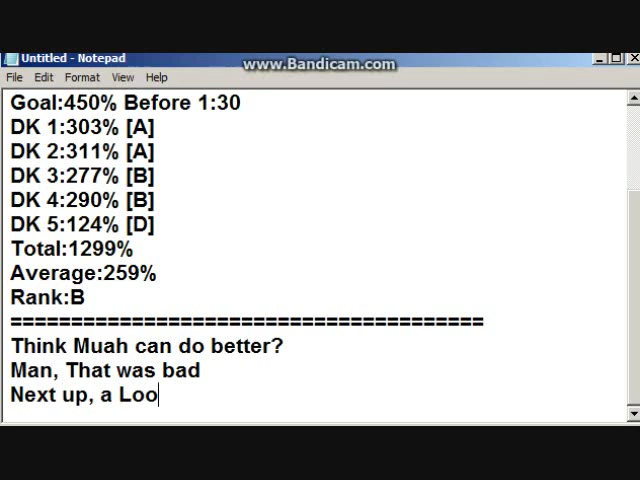 Untitled - Notepad
www.Bandicam.com
File Edit Format View Help
Goal:450% Before 1:30
DK 1:303% [A]
DK 2:311% [A]
DK 3:277% [B]
DK 4:290% [B]
DK 5:124% [D]
Total:1299%
Average:259%
Rank:B
=======================================
Think Muah can do better?
Man, That was bad
Next up, a Loo